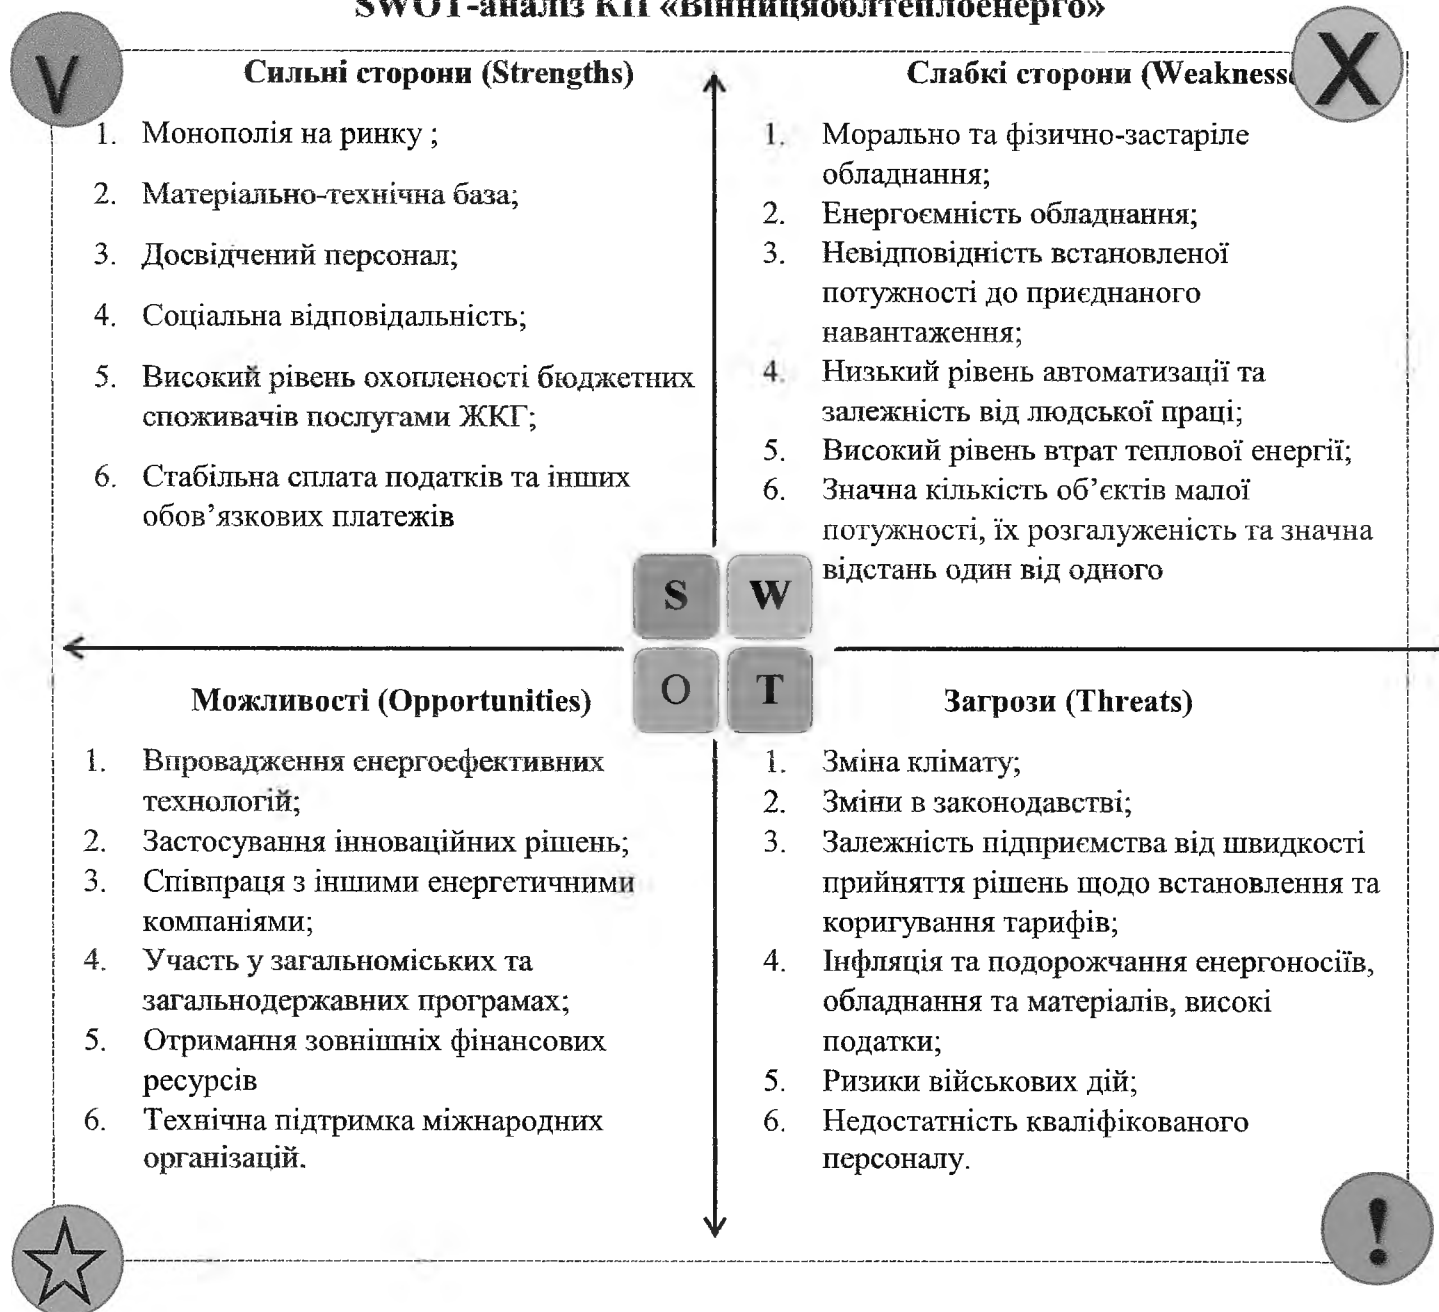 SWOT-аналіз КП «Вінницяоблтеплоенерго»
V
Сильні сторони (Strengths)
1. Монополія на ринку ;
2. Матеріально-технічна база;
3. Досвідчений персонал;
4. Соціальна відповідальність;
5. Високий рівень охопленості бюджетних
споживачів послугами ЖКГ;
6. Стабільна сплата податків та інших
обов’язкових платежів
Слабкі сторони (Weaknesse
X
1. Морально та фізично-застаріле
обладнання;
2. Енергоємність обладнання;
3. Невідповідність встановленої
потужності до приєднаного
навантаження;
4. Низький рівень автоматизації та
залежність від людської праці;
5. Високий рівень втрат теплової енергії;
6. Значна кількість об’єктів малої
потужності, їх розгалуженість та значна
відстань один від одного
S W
O T
Можливості (Opportunities)
1. Впровадження енергоефективних
технологій;
2. Застосування інноваційних рішень;
3. Співпраця з іншими енергетичними
компаніями;
4. Участь у загальноміських та
загальнодержавних програмах;
5. Отримання зовнішніх фінансових
ресурсів
6. Технічна підтримка міжнародних
організацій.
Загрози (Threats)
1. Зміна клімату;
2. Зміни в законодавстві;
3. Залежність підприємства від швидкості
прийняття рішень щодо встановлення та
коригування тарифів;
4. Інфляція та подорожчання енергоносіїв,
обладнання та матеріалів, високі
податки;
5. Ризики військових дій;
6. Недостатність кваліфікованого
персоналу.
!